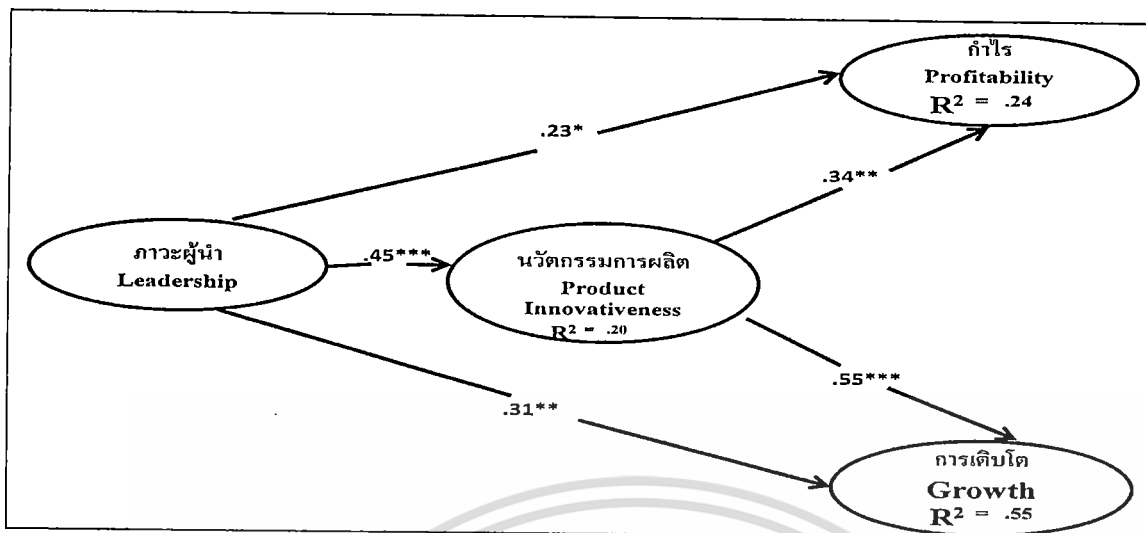 กำไร
Profitability
R² = .24
.23*
.34**
ภาวะผู้นำ
Leadership
.45***
นวัตกรรมการผลิต
Product
Innovativeness
R² = .20
.55***
.31**
การเติบโต
Growth
R² = .55